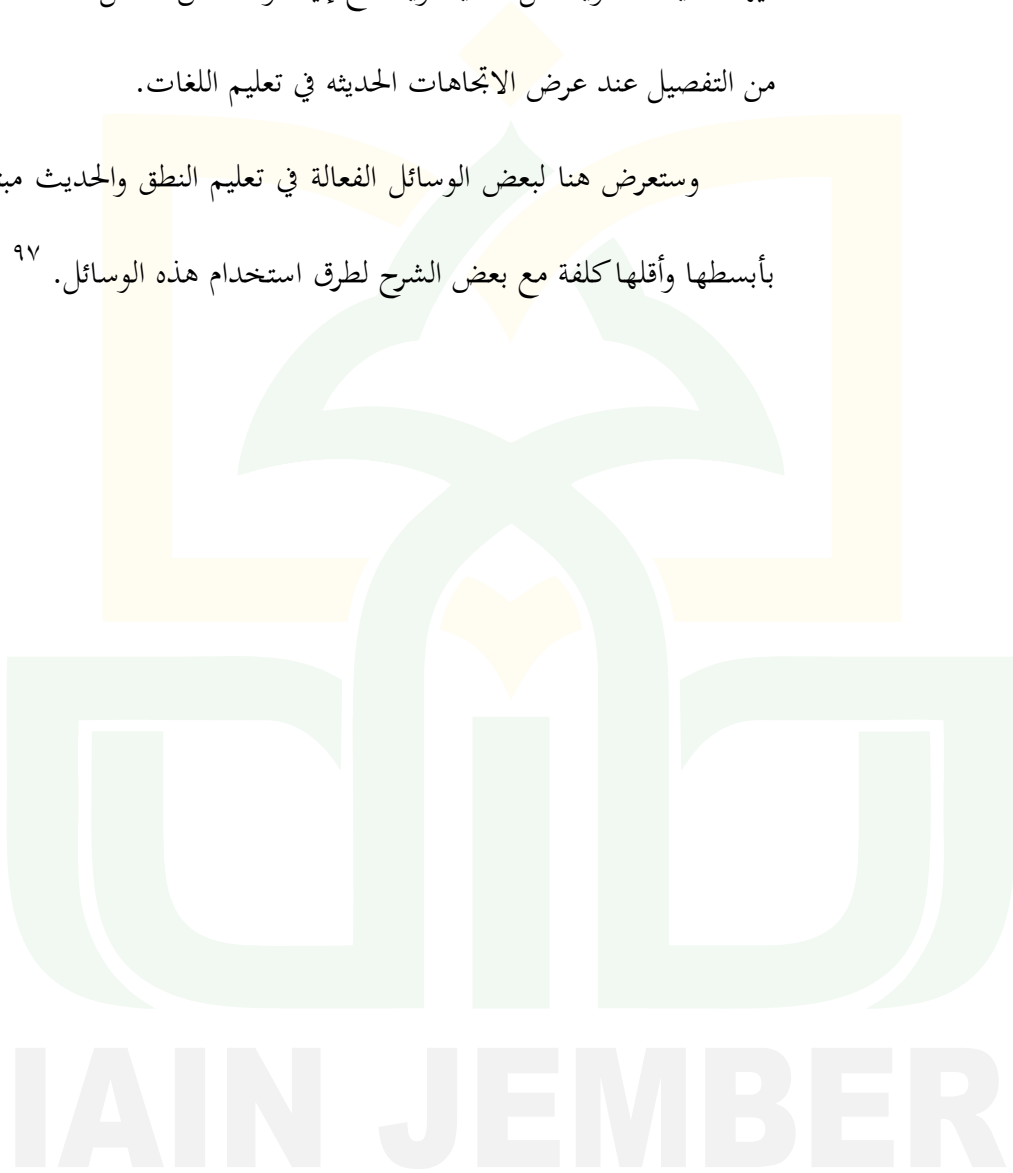 من التفصيل عند عرض الاتجاهات الحديثه في تعليم اللغات.
وستعرض هنا لبعض الوسائل الفعالة في تعليم النطق والحديث
بأبسطها وأقلها كلفة مع بعض الشرح لطرق استخدام هذه الوسائل. ٩٧
IAIN JEMBER